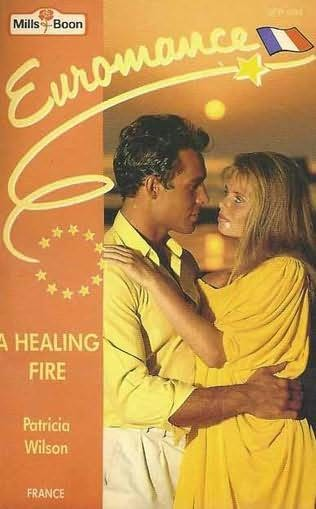 Mills & Boon
Euromance
A HEALING
FIRE
Patricia
Wilson
FRANCE